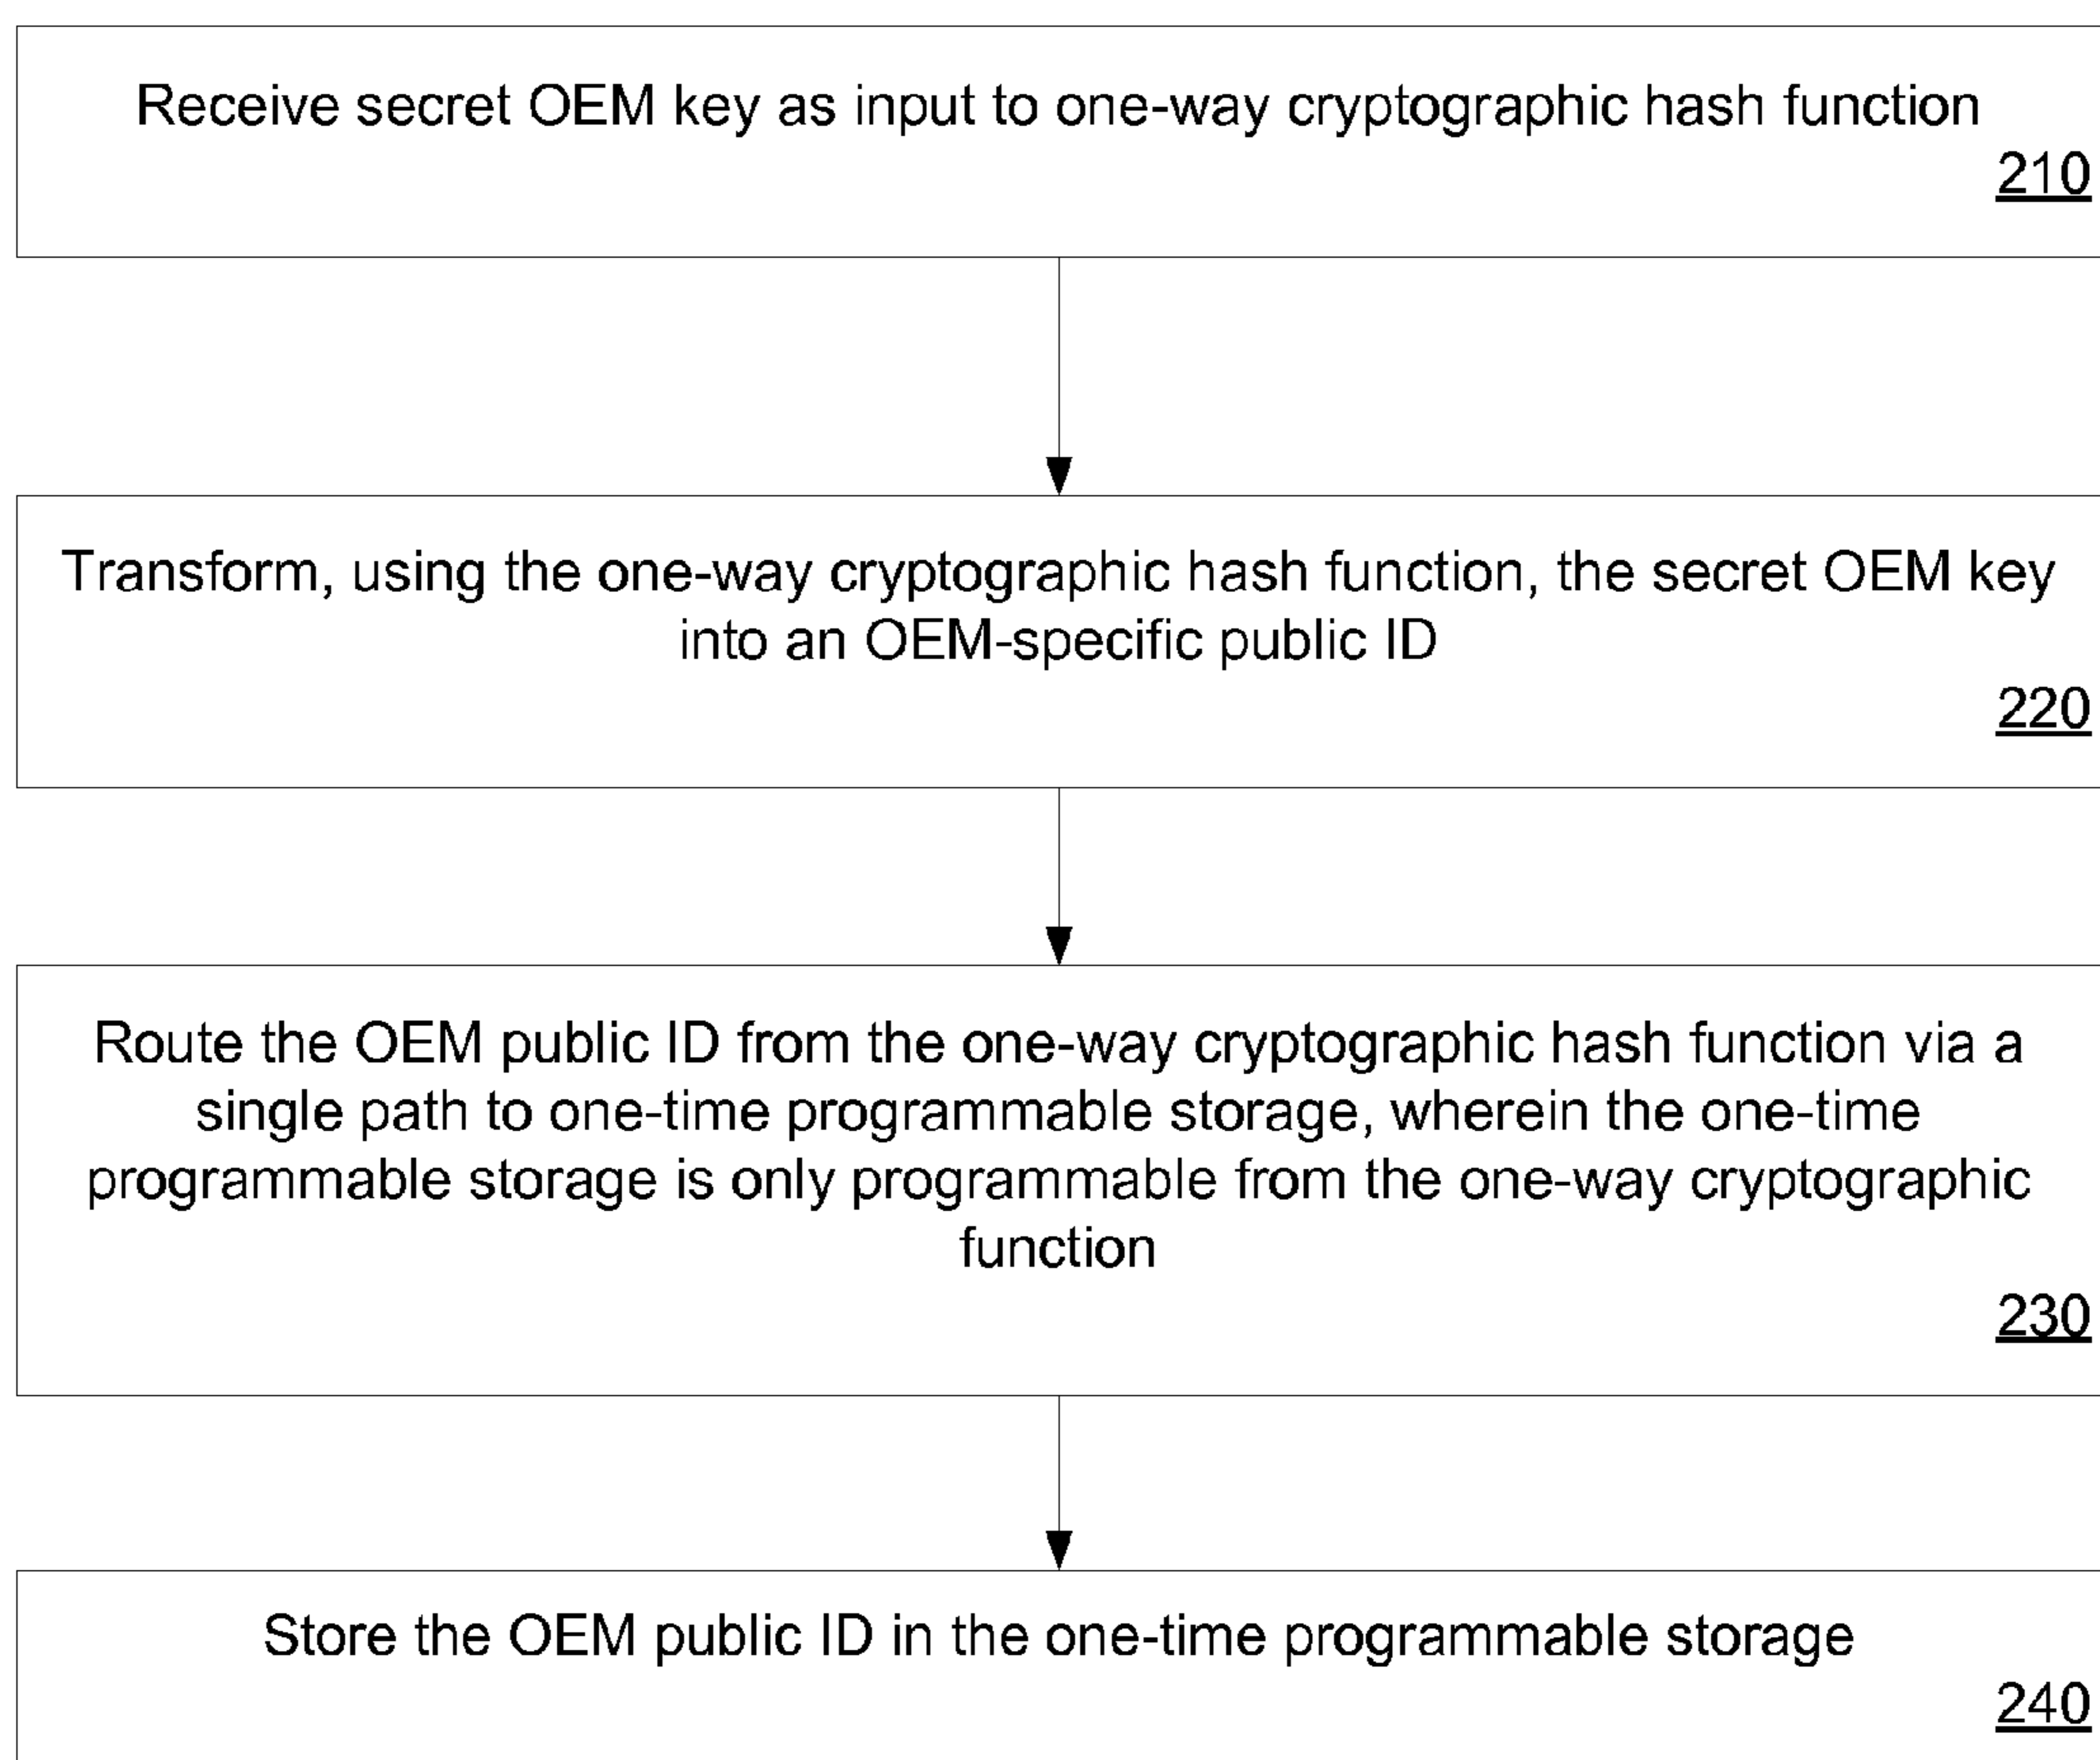 Receive secret OEM key as input to one-way cryptographic hash function
210
Transform, using the one-way cryptographic hash function, the secret OEM key
into an OEM-specific public ID
220
Route the OEM public ID from the one-way cryptographic hash function via a
single path to one-time programmable storage, wherein the one-time
programmable storage is only programmable from the one-way cryptographic
function
230
Store the OEM public ID in the one-time programmable storage
240